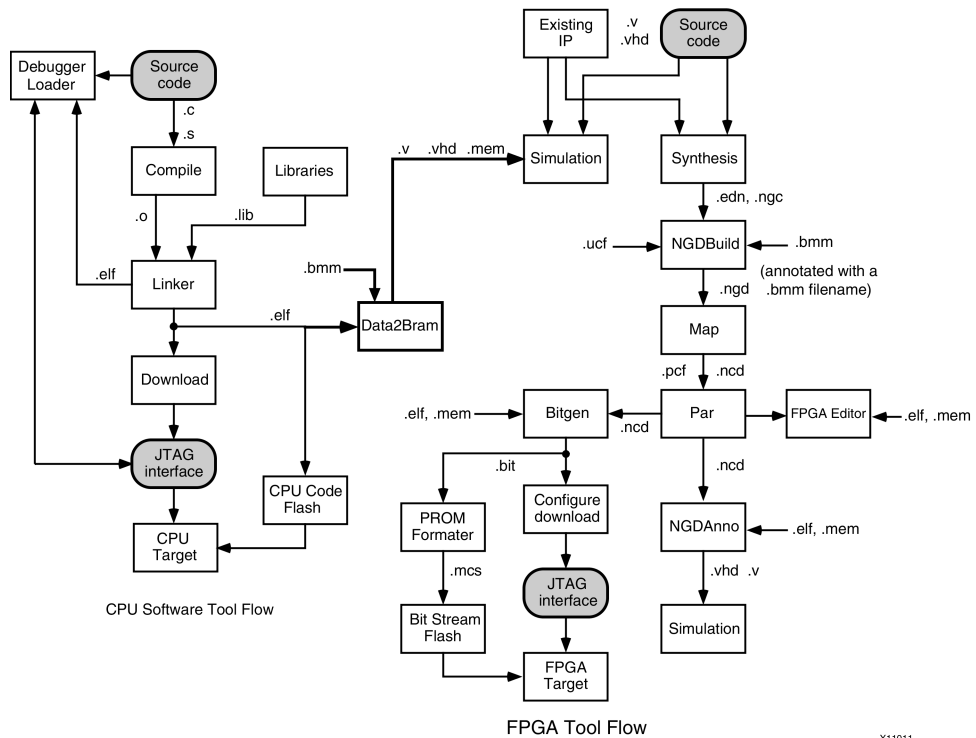 Existing
IP
.v
.vhd
Source
code
Debugger
Loader
Source
code
.c
.s
Compile
Libraries
.v .vhd .mem
Simulation
Synthesis
.o
.lib
.edn, .ngc
.elf
Linker
.bmm
.ucf
NGDBuild
.bmm
(annotated with a
.bmm filename)
.ngd
.elf
Data2Bram
Map
Download
.pcf .ncd
.elf, .mem
Bitgen
.ncd
Par
FPGA Editor
.elf, .mem
JTAG
interface
.bit
.ncd
CPU Code
Flash
PROM
Formater
Configure
download
NGDAnno
.elf, .mem
CPU
Target
.mcs
JTAG
interface
.vhd .v
CPU Software Tool Flow
Bit Stream
Flash
Simulation
FPGA
Target
FPGA Tool Flow